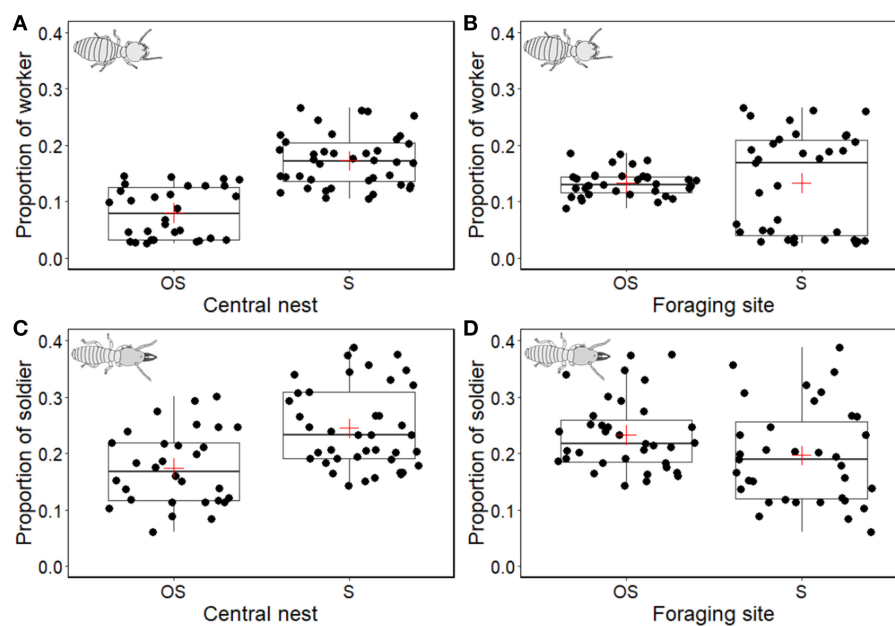 A
B
0.4
0.3
0.2
0.1
0.0
Proportion of worker
OS
S
Central nest
0.4
0.3
0.2
0.1
0.0
Proportion of worker
OS
S
Foraging site
C
D
0.4
0.3
0.2
0.1
0.0
Proportion of soldier
OS
S
Central nest
0.4
0.3
0.2
0.1
0.0
Proportion of soldier
OS
S
Foraging site